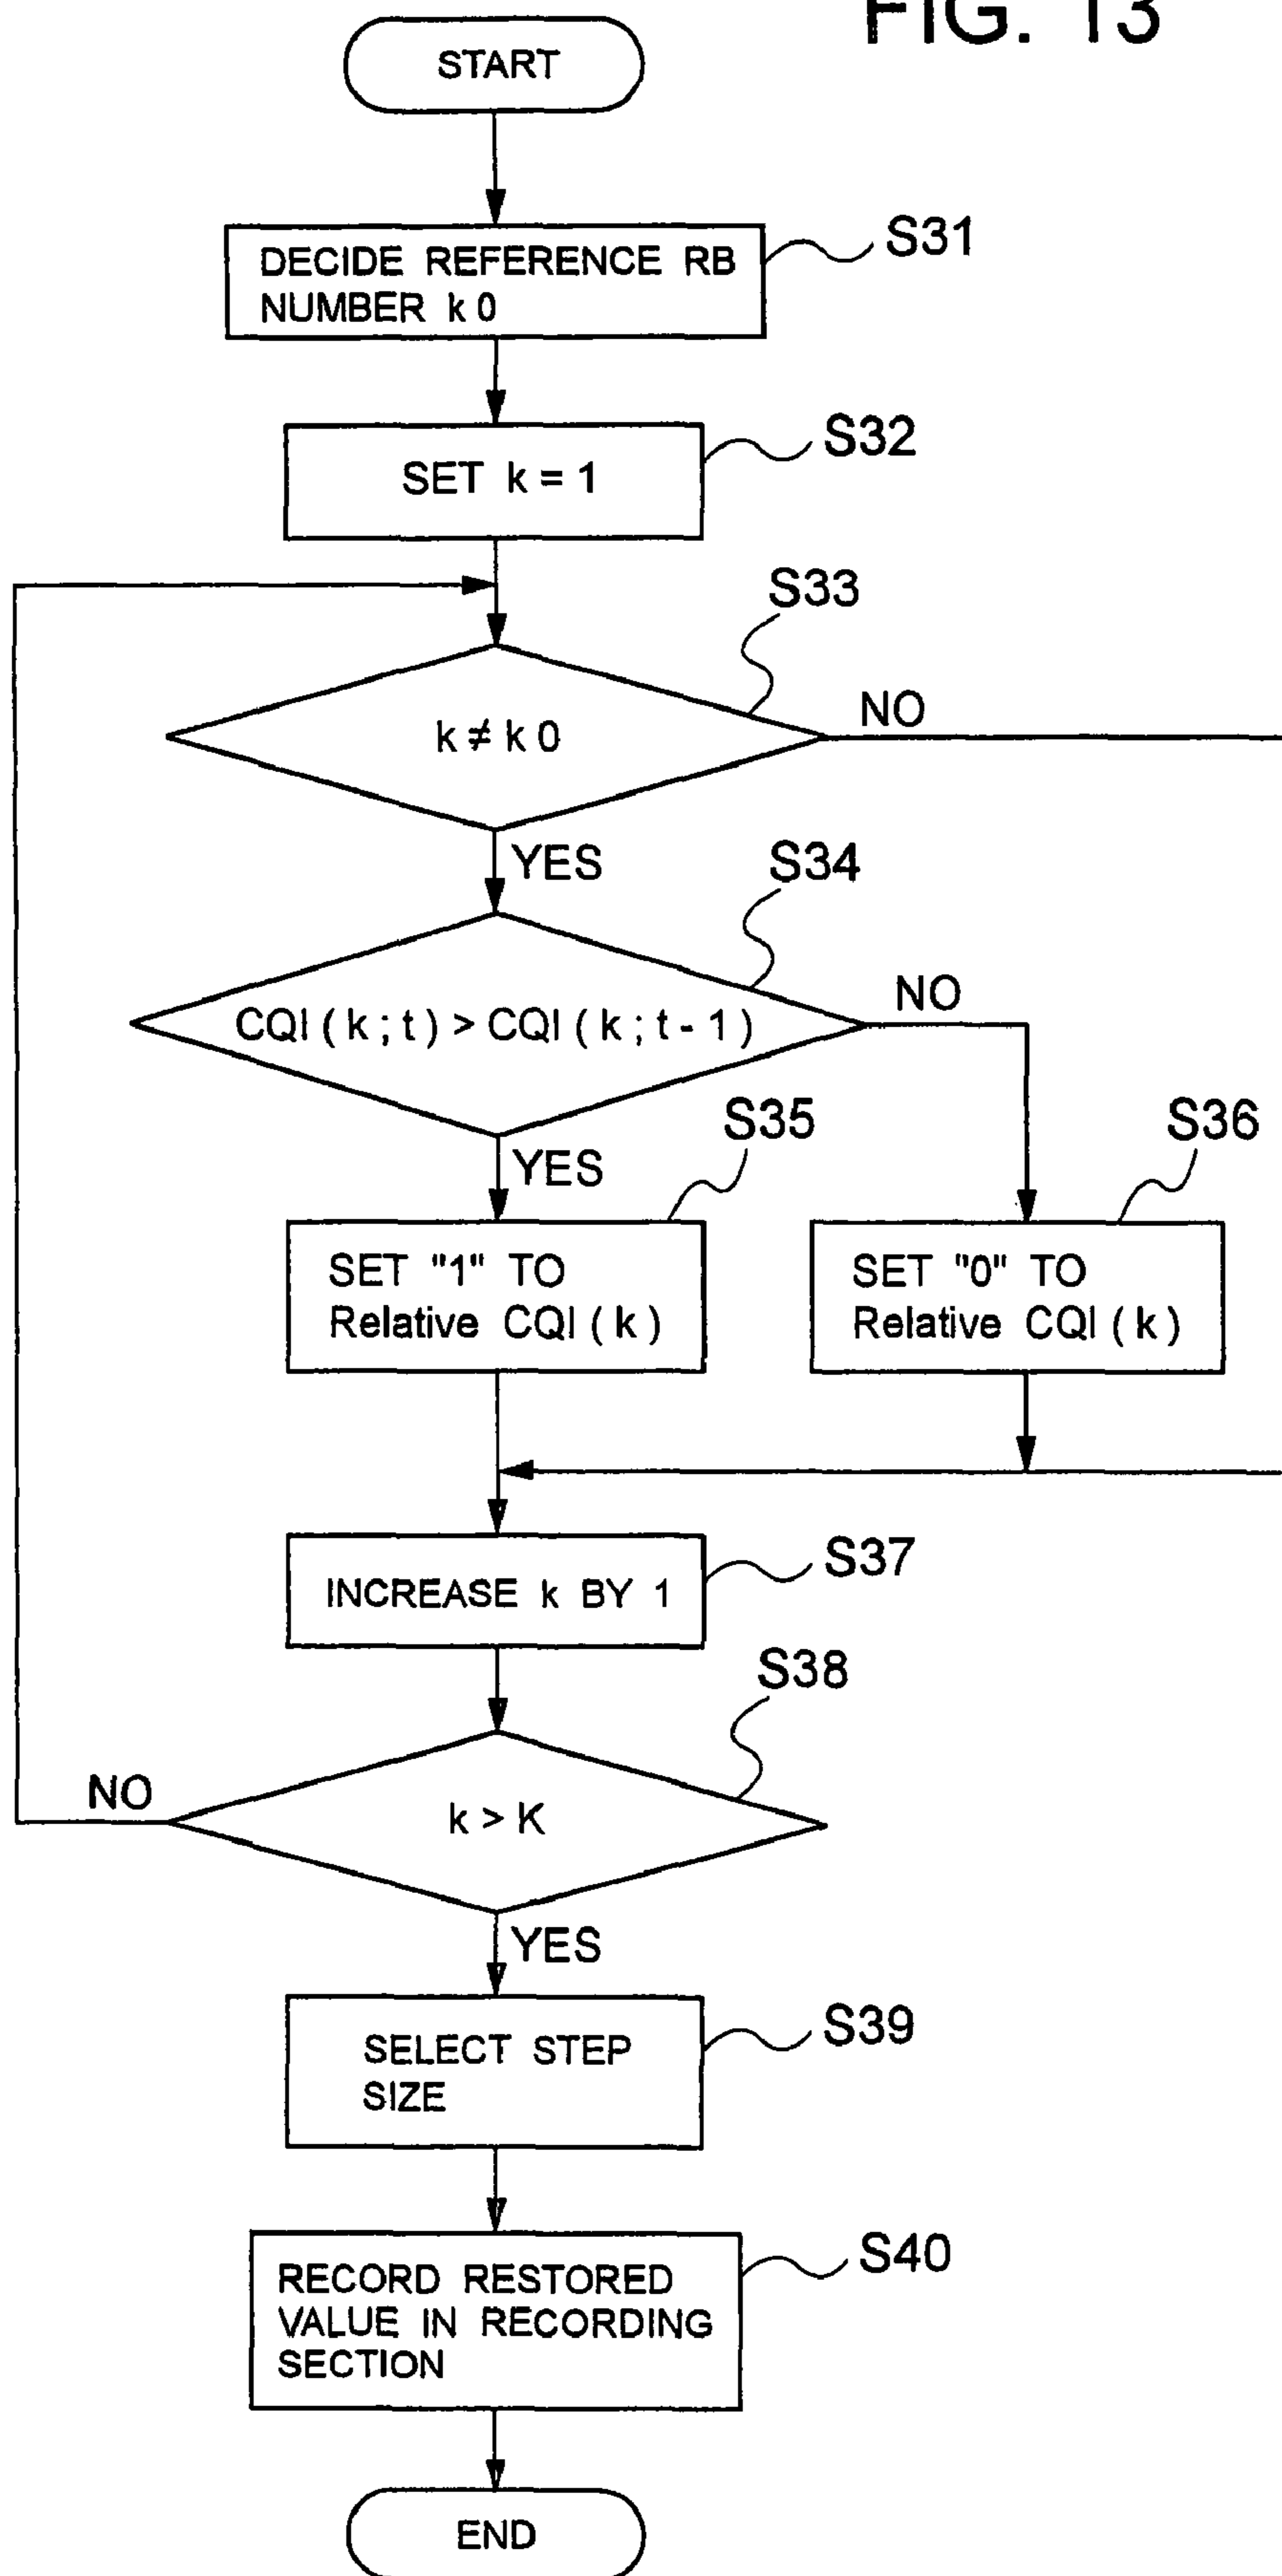 FIG. 13
START
DECIDE REFERENCE RB
NUMBER k 0
S31
SET k = 1
S32
S33
k ≠ k 0
NO
YES
S34
CQI ( k ; t ) > CQI ( k ; t - 1 )
NO
YES
S35
S36
SET "1" TO
Relative CQI ( k )
SET "0" TO
Relative CQI ( k )
INCREASE k BY 1
S37
S38
k > K
NO
YES
SELECT STEP
SIZE
S39
RECORD RESTORED
VALUE IN RECORDING
SECTION
S40
END